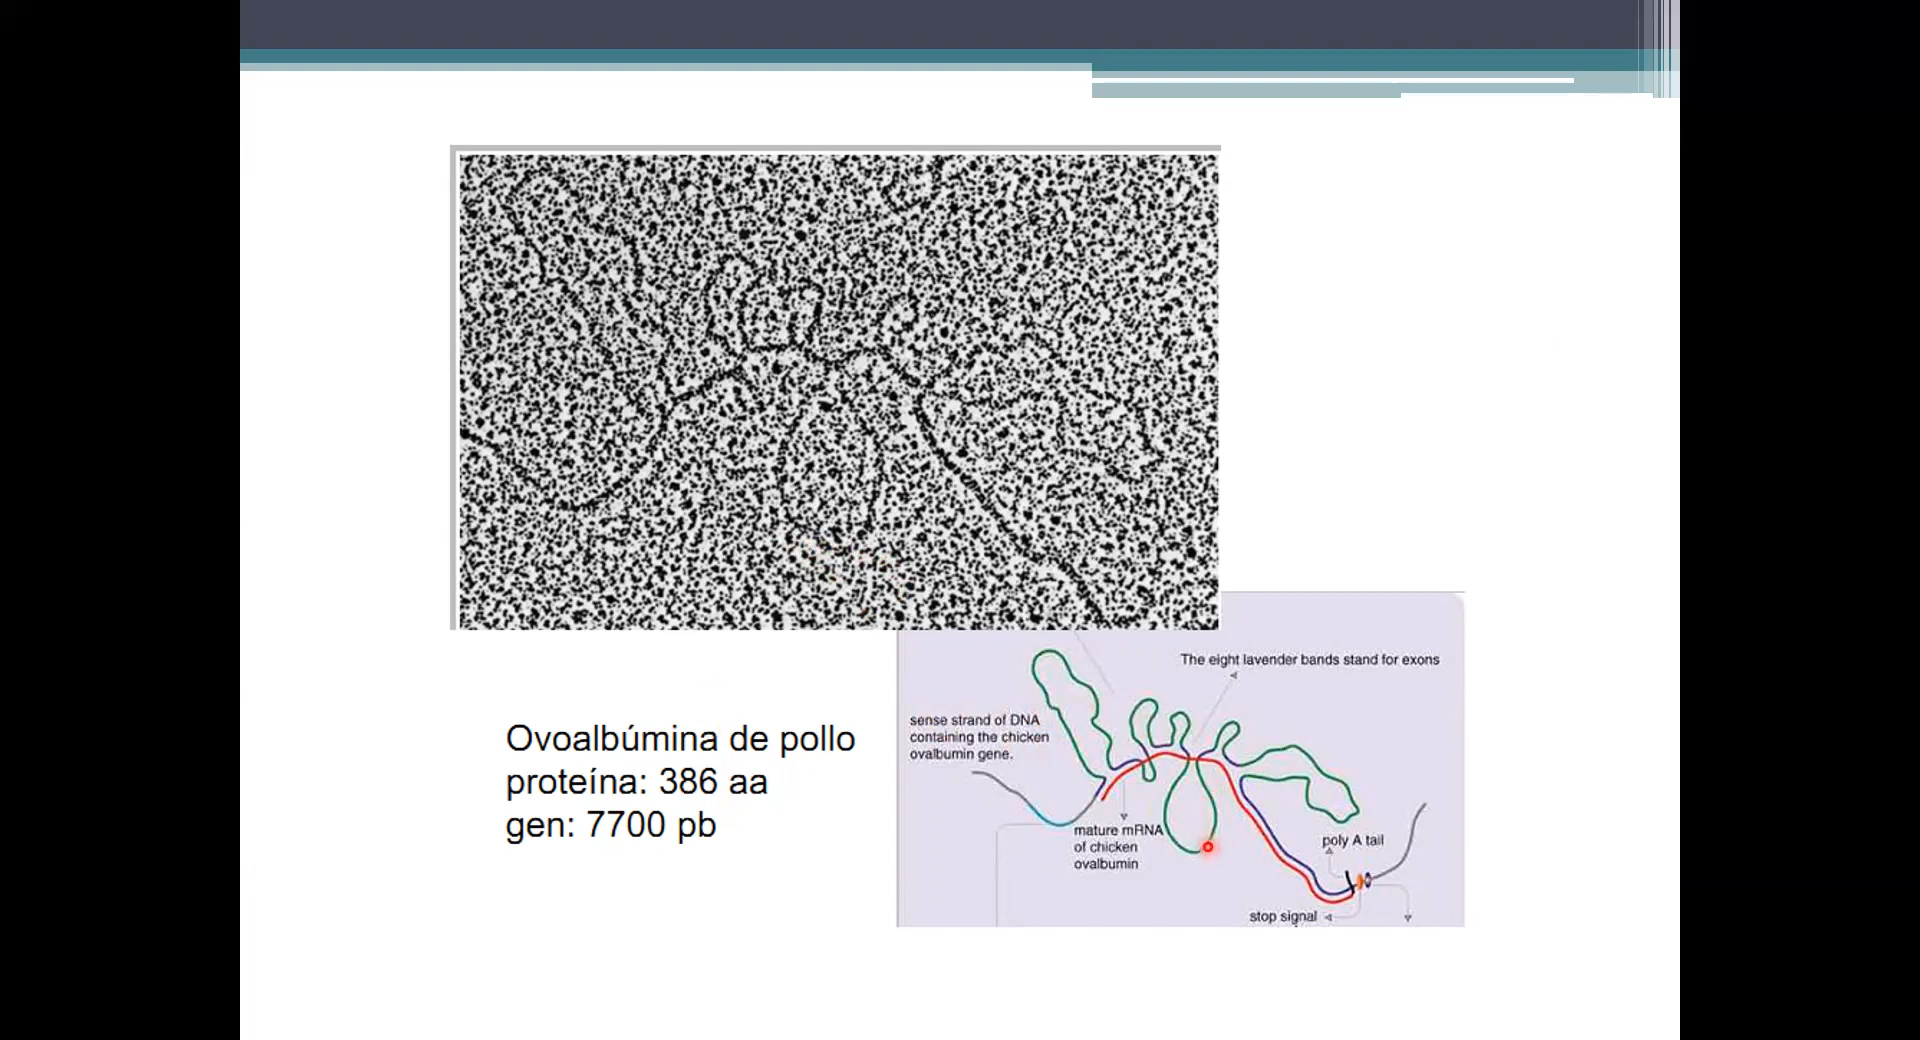 The eight lavender bands stand for exons
sense strand of DNA
containing the chicken
ovalbumin gene.
mature mRNA
of chicken
ovalbumin
poly A tail
stop signal
Ovoalbúmina de pollo
proteína: 386 aa
gen: 7700 pb